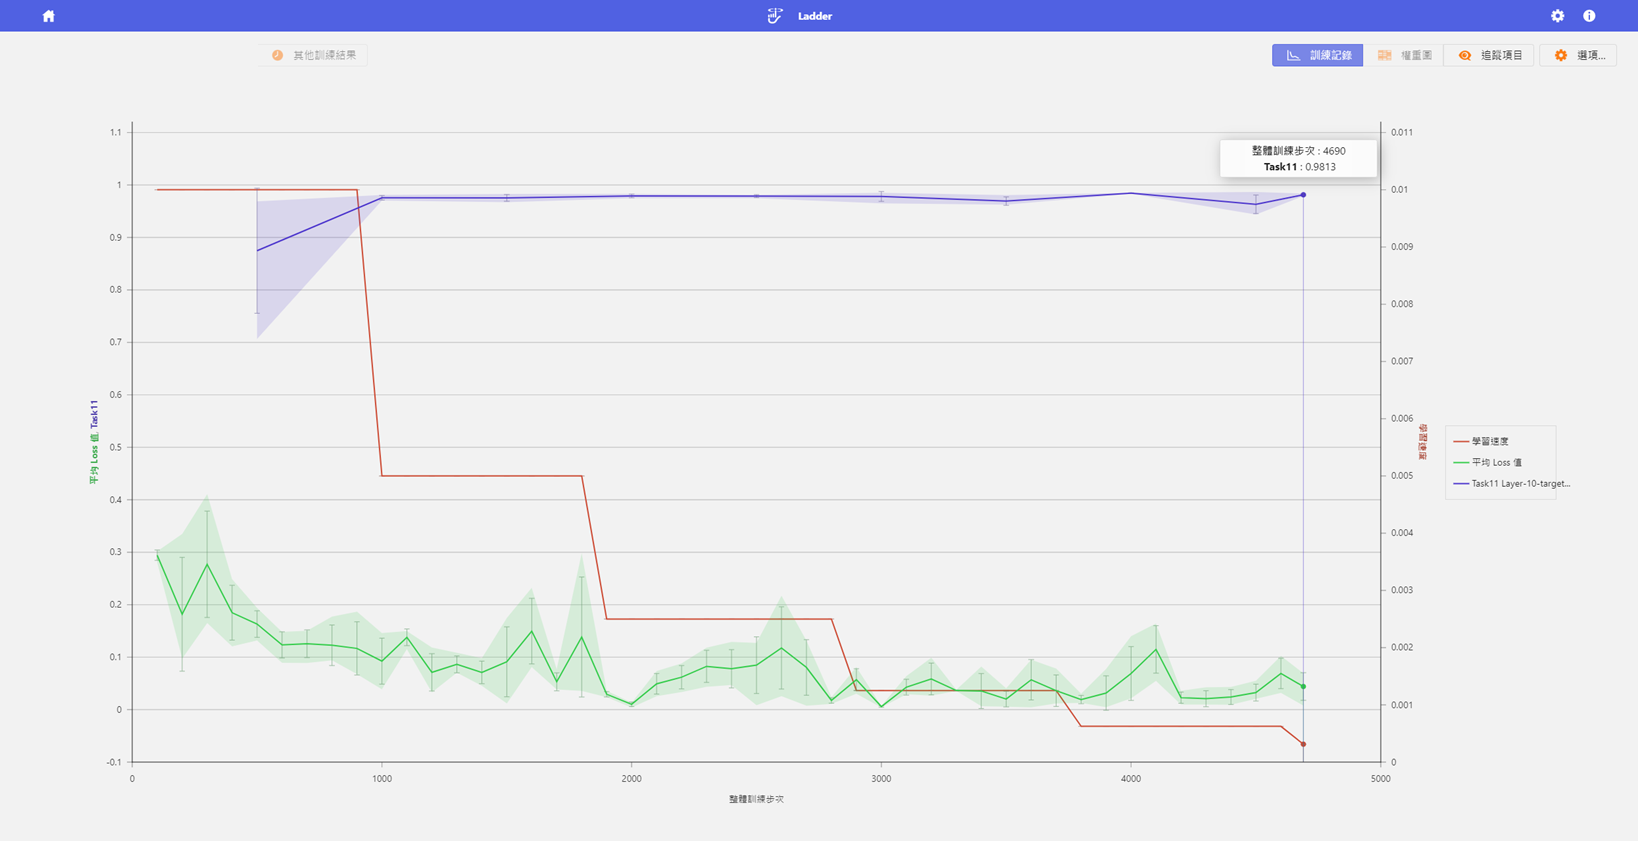 Ladder
其他訓練結果
訓練記錄
權重圖
追蹤項目
選項...
整體訓練步次 : 4690
Task11 : 0.9813
1.1
1
0.9
0.8
0.7
0.6
0.5
0.4
0.3
0.2
0.1
0
-0.1
平均 Loss 值, Task11
0.011
0.01
0.009
0.008
0.007
0.006
0.005
0.004
0.003
0.002
0.001
0
學習速度
學習速度
平均 Loss 值
Task11 Layer-10-target...
0
1000
2000
3000
4000
5000
整體訓練步次